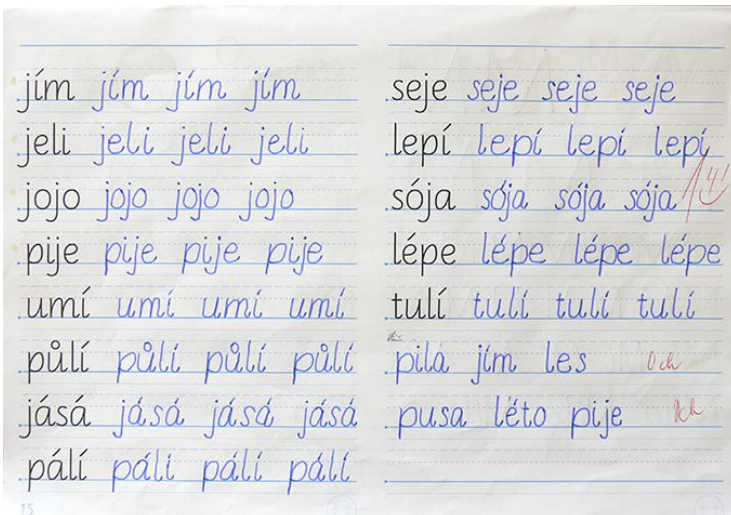 jím jím jím jím
jeli jeli jeli jeli
jojo jojo jojo jojo
pije pije pije pije
umí umí umí umí
půlí půlí půlí půlí
jásá jásá jásá jásá
pálí pálí pálí pálí
15
seje seje seje seje
lepí lepí lepí lepí
sója sója sója sója
lépe lépe lépe lépe
tulí tulí tulí tulí
pila jím les 0 ch
pusa léto pije 1ch